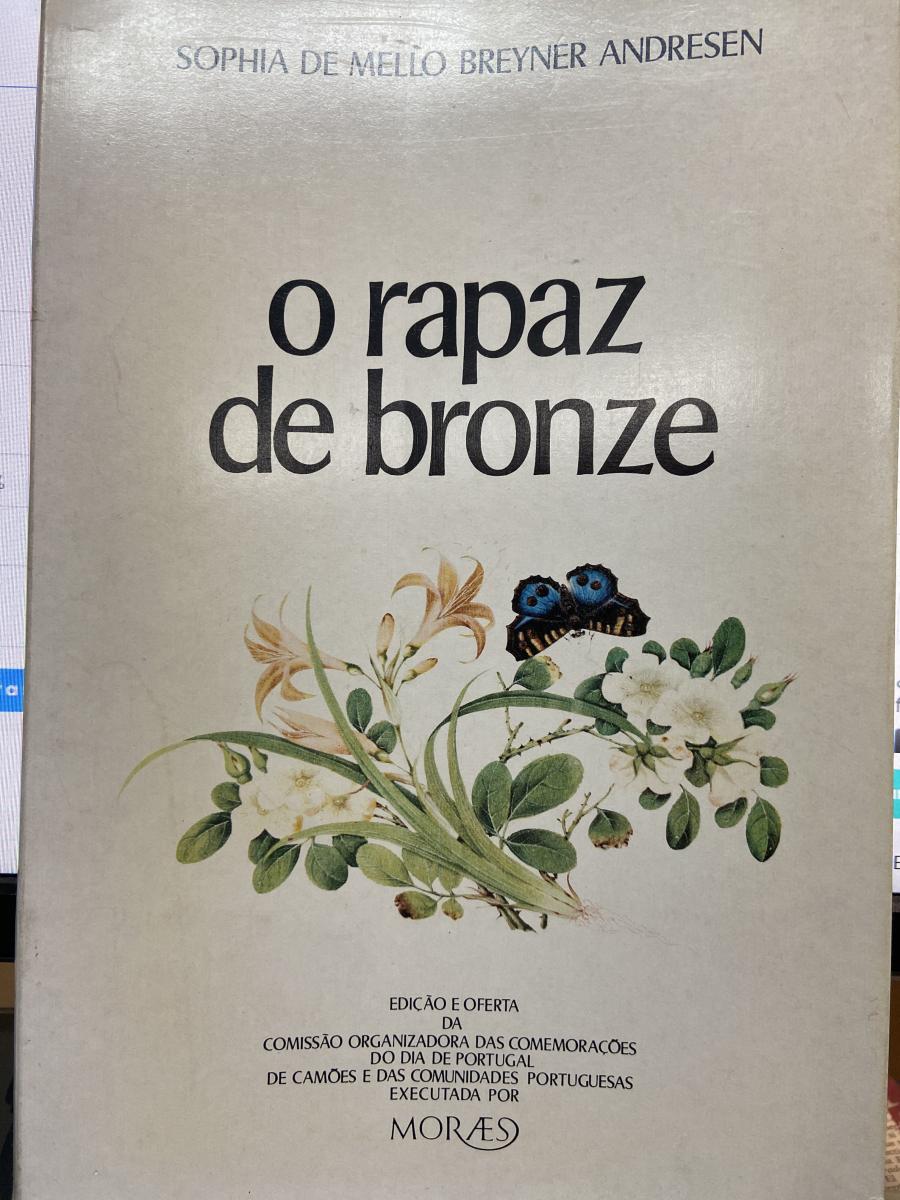 SOPHIA DE MELLO BREYNER ANDRESEN
o rapaz
de bronze
EDIÇÃO E OFERTA
DA
COMISSÃO ORGANIZADORA DAS COMEMORAÇÕES
DO DIA DE PORTUGAL
DE CAMÕES E DAS COMUNIDADES PORTUGUESAS
EXECUTADA POR
MORÆS